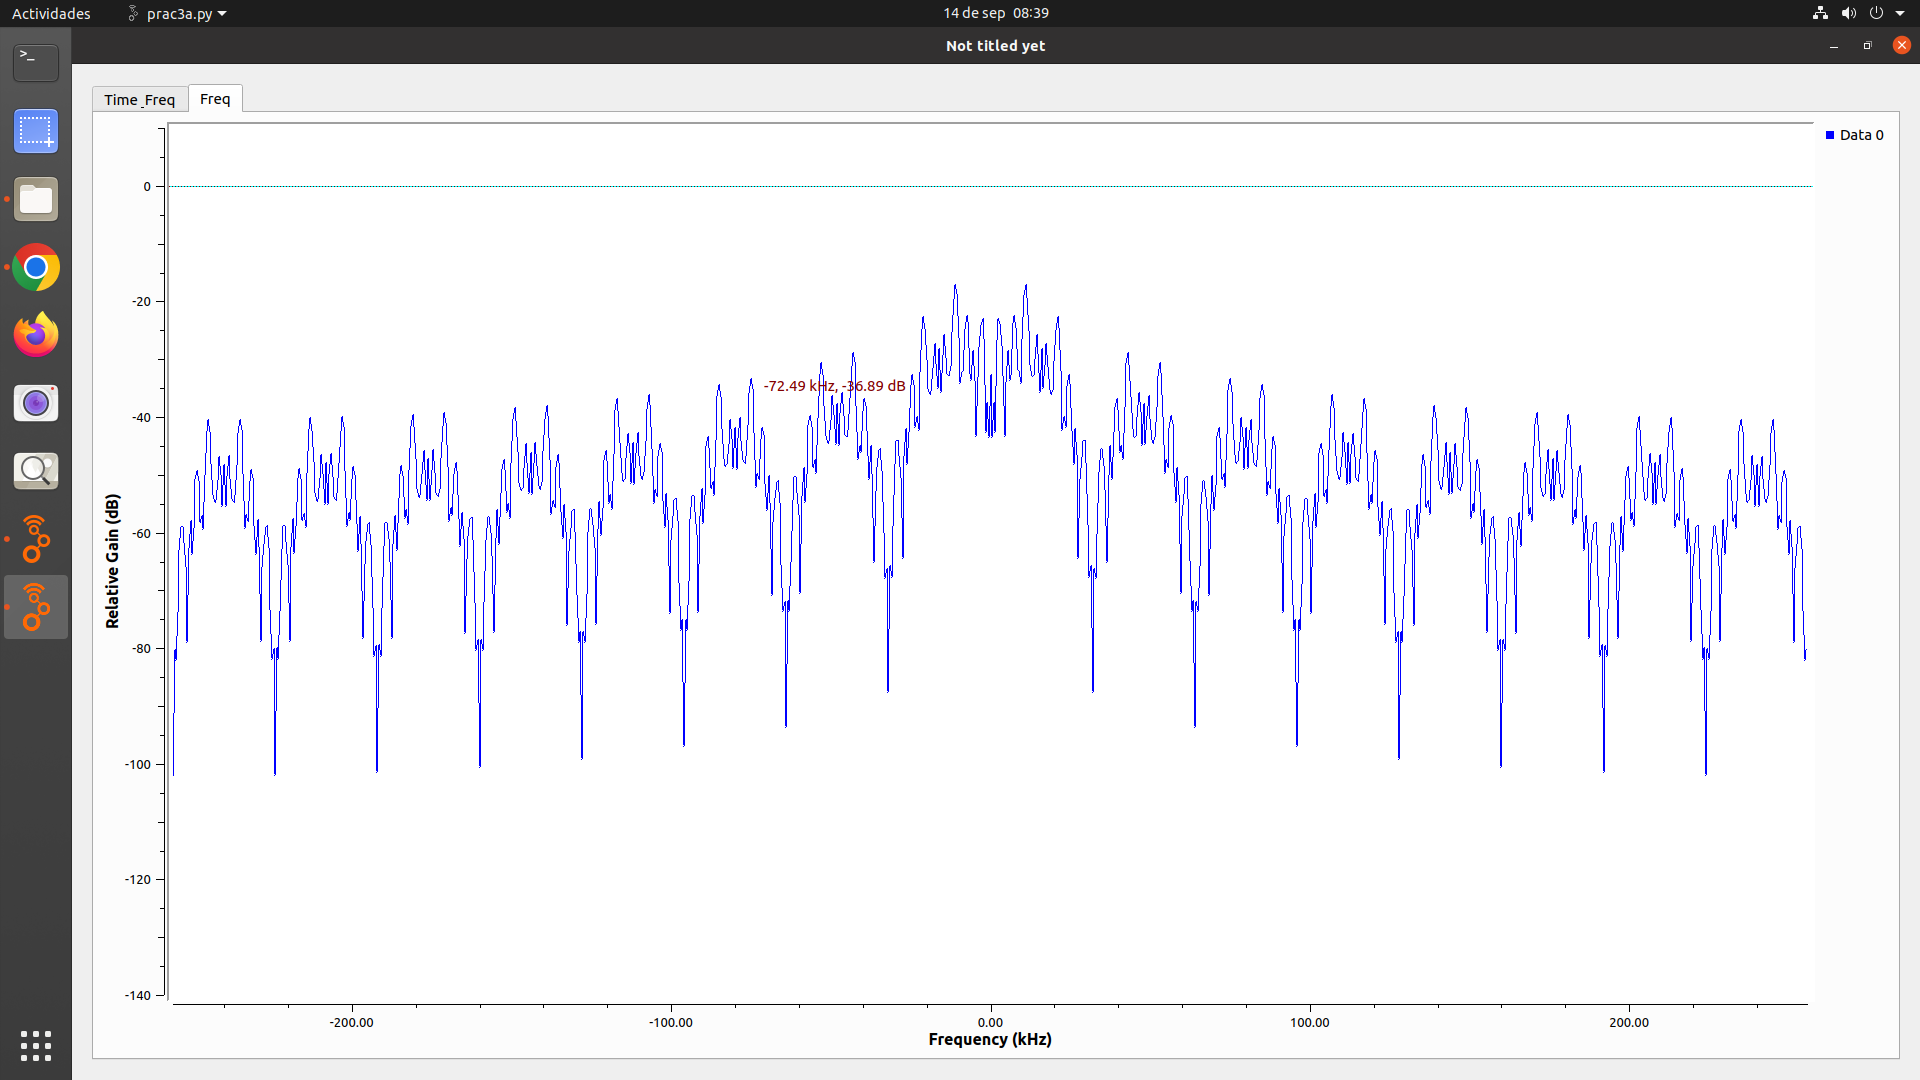 Actividades
prac3a.py
14 de sep 08:39
Not titled yet
Time _Freq
Freq
Data 0
0
-20
-72.49 kHz, -36.89 dB
-40
-60
-80
-100
-120
-140
Relative Gain (dB)
-200.00 -100.00 0.00 100.00 200.00
Frequency (kHz)